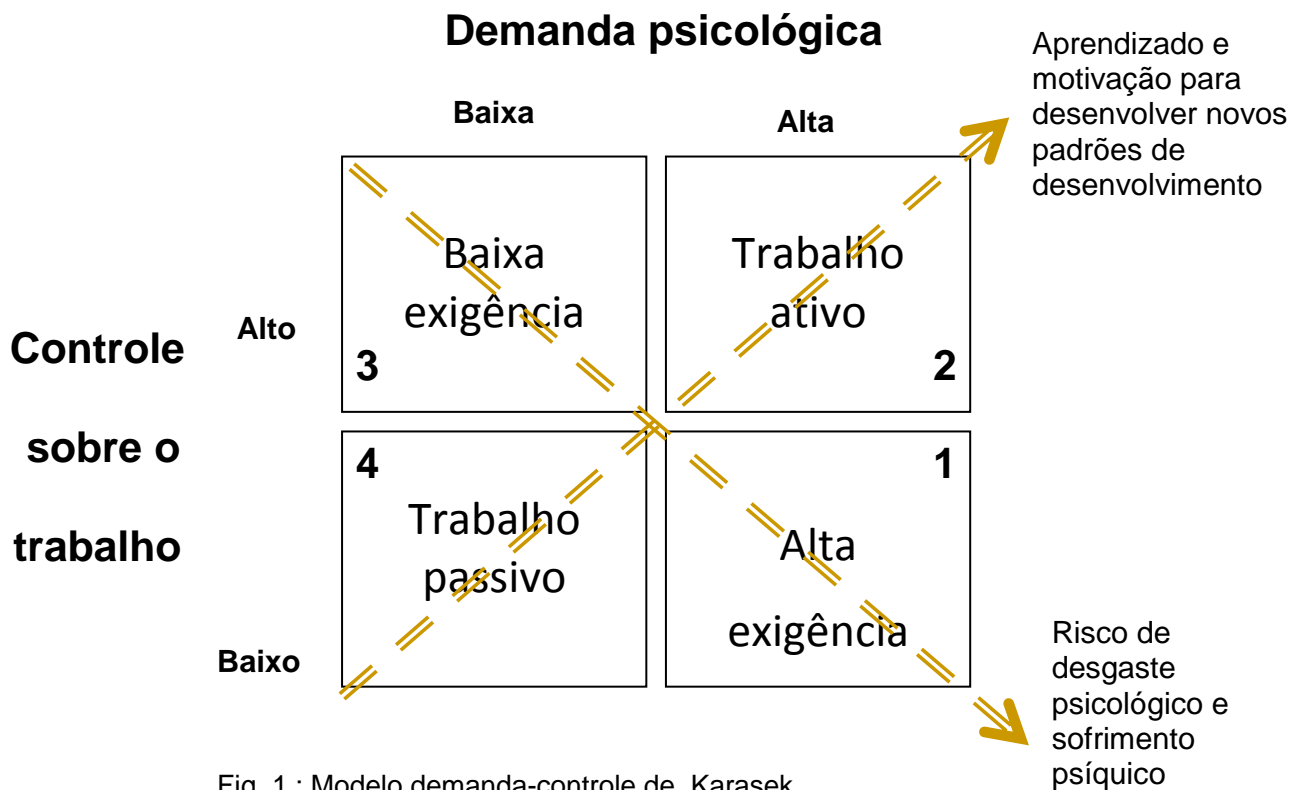 Demanda psicológica
Baixa
Alta
Aprendizado e
motivação para
desenvolver novos
padrões de
desenvolvimento
Controle
sobre o
trabalho
Alto
Baixo
Baixa
exigência
3
Trabalho
ativo
2
4
Trabalho
passivo
1
Alta
exigência
Risco de
desgaste
psicológico e
sofrimento
psíquico
Fig. 1 : Modelo demanda-controle de Karasek